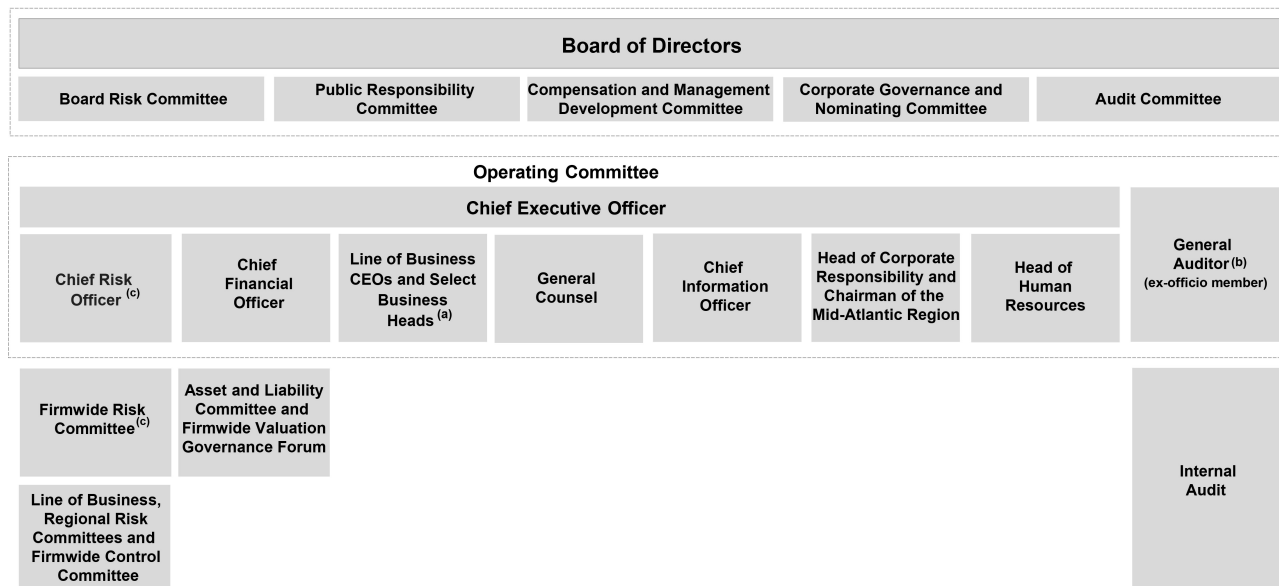 Board of Directors
Board Risk Committee
Public Responsibility
Committee
Compensation and Management
Development Committee
Corporate Governance and
Nominating Committee
Audit Committee
Operating Committee
Chief Executive Officer
Chief Risk
Officer (c)
Chief
Financial
Officer
Line of Business
CEOs and Select
Business
Heads (a)
General
Counsel
Chief
Information
Officer
Head of Corporate
Responsibility and
Chairman of the
Mid-Atlantic Region
Head of
Human
Resources
General
Auditor (b)
(ex-officio member)
Firmwide Risk
Committee (c)
Asset and Liability
Committee and
Firmwide Valuation
Governance Forum
Internal
Audit
Line of Business,
Regional Risk
Committees and
Firmwide Control
Committee